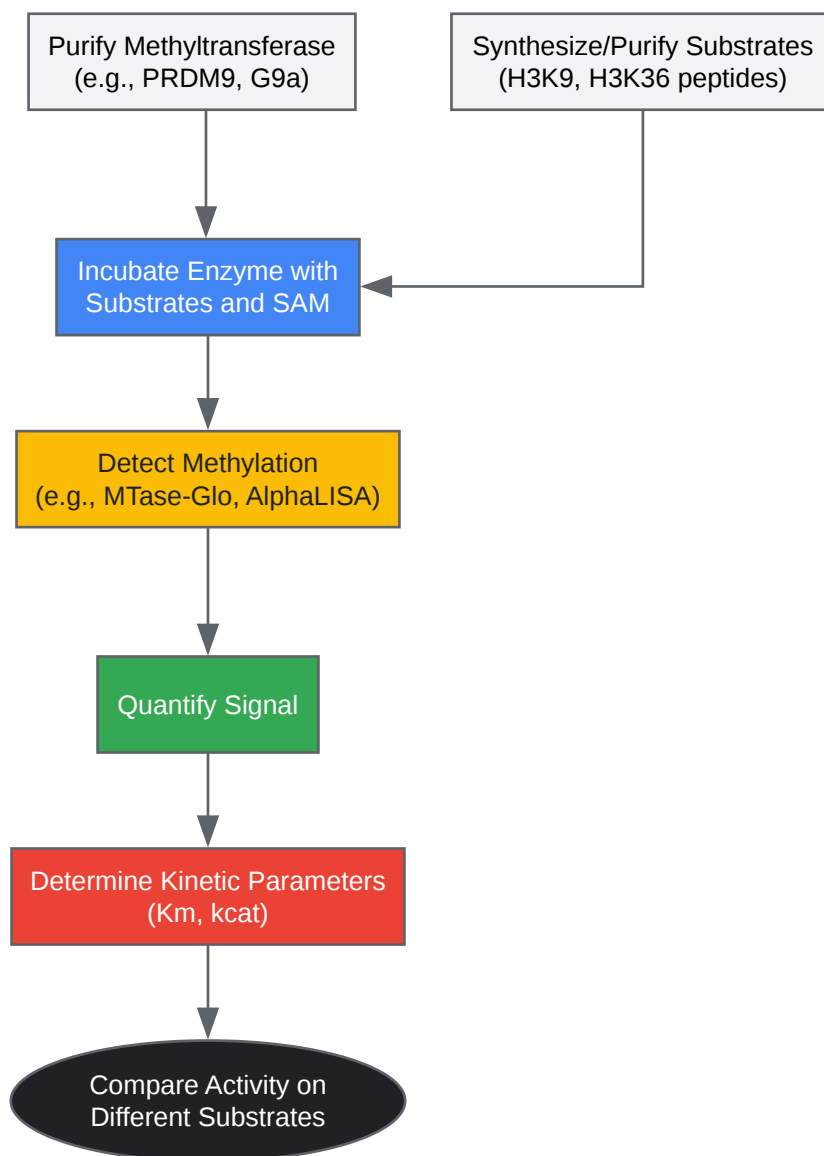 Purify Methyltransferase
(e.g., PRDM9, G9a)
Synthesize/Purify Substrates
(H3K9, H3K36 peptides)
Incubate Enzyme with
Substrates and SAM
Detect Methylation
(e.g., MTase-Glo, AlphaLISA)
Quantify Signal
Determine Kinetic Parameters
(Km, kcat)
Compare Activity on
Different Substrates